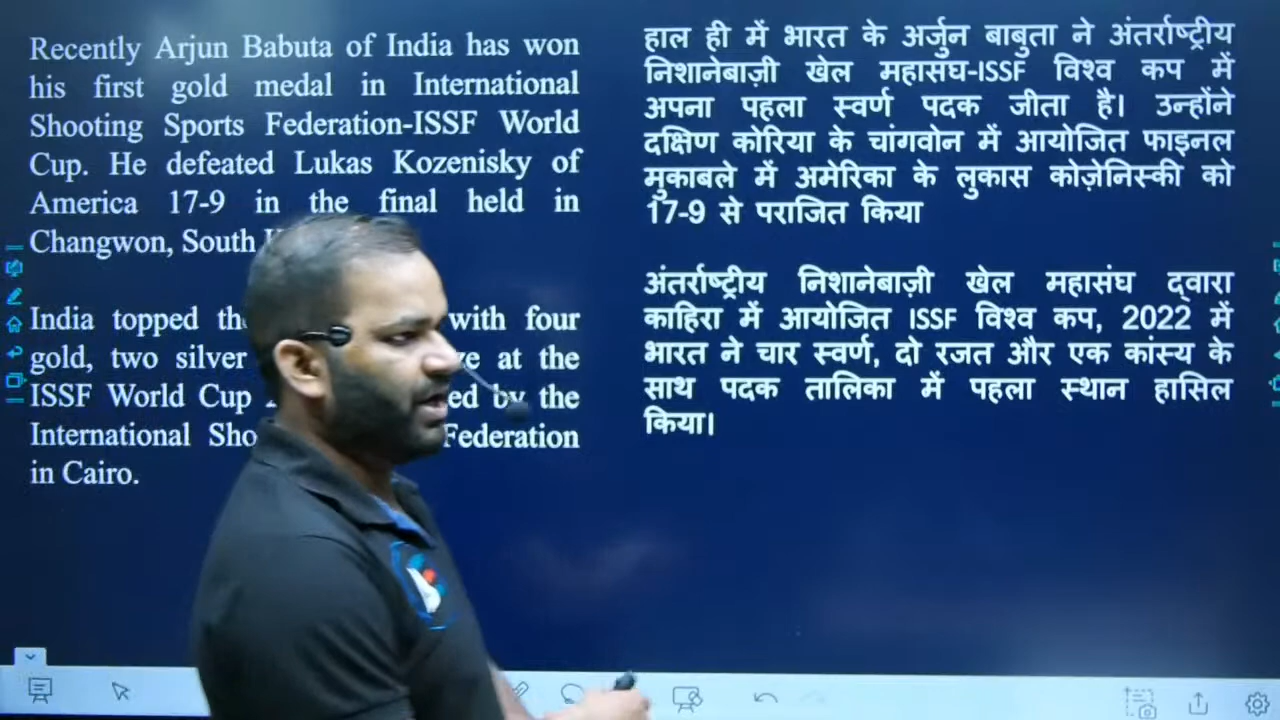 Recently Arjun Babuta of India has won
his first gold medal in International
Shooting Sports Federation-ISSF World
Cup. He defeated Lukas Kozenisky of
America 17-9 in the final held in
Changwon, South
India topped with four
gold, two silver at the
ISSF World Cup by the
International Federation
in Cairo.
हाल ही में भारत के अर्जुन बाबुता ने अंतर्राष्ट्रीय
निशानेबाज़ी खेल महासंघ-ISSF विश्व कप में
अपना पहला स्वर्ण पदक जीता है। उन्होंने
दक्षिण कोरिया के चांगवोन में आयोजित फाइनल
मुकाबले में अमेरिका के लुकास कोज़ेनिस्की को
17-9 से पराजित किया
अंतर्राष्ट्रीय निशानेबाज़ी खेल महासंघ द्वारा
काहिरा में आयोजित ISSF विश्व कप, 2022 में
भारत ने चार स्वर्ण, दो रजत और एक कांस्य के
साथ पदक तालिका में पहला स्थान हासिल
किया।